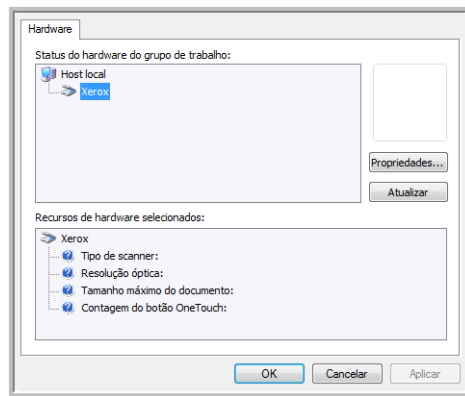 Hardware
Status do hardware do grupo de trabalho:
Host local
Xerox
Propriedades...
Atualizar
Recursos de hardware selecionados:
Xerox
Tipo de scanner:
Resolução óptica:
Tamanho máximo do documento:
Contagem do botão OneTouch:
OK Cancelar Aplicar